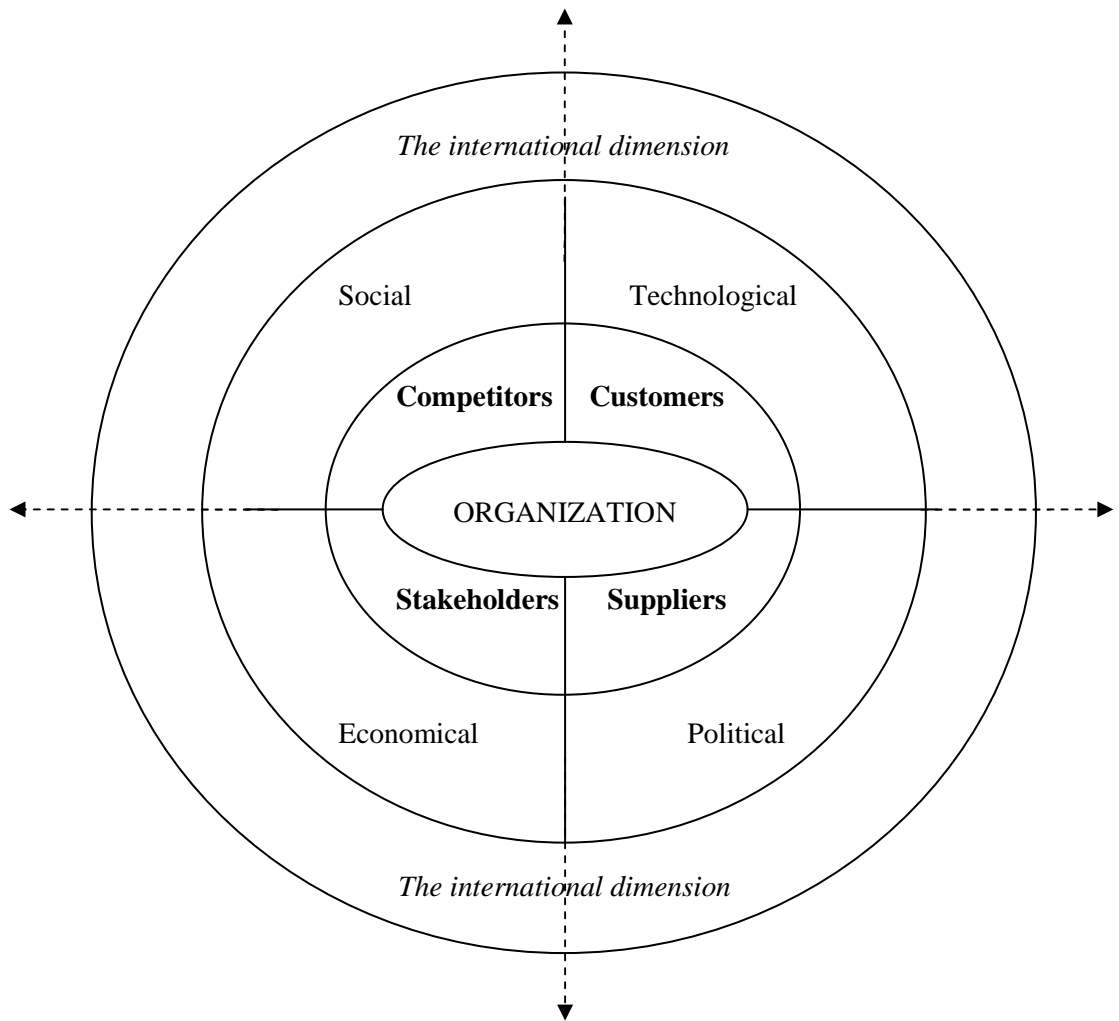 The international dimension
Social
Technological
Competitors
Customers
ORGANIZATION
Stakeholders
Suppliers
Economical
Political
The international dimension